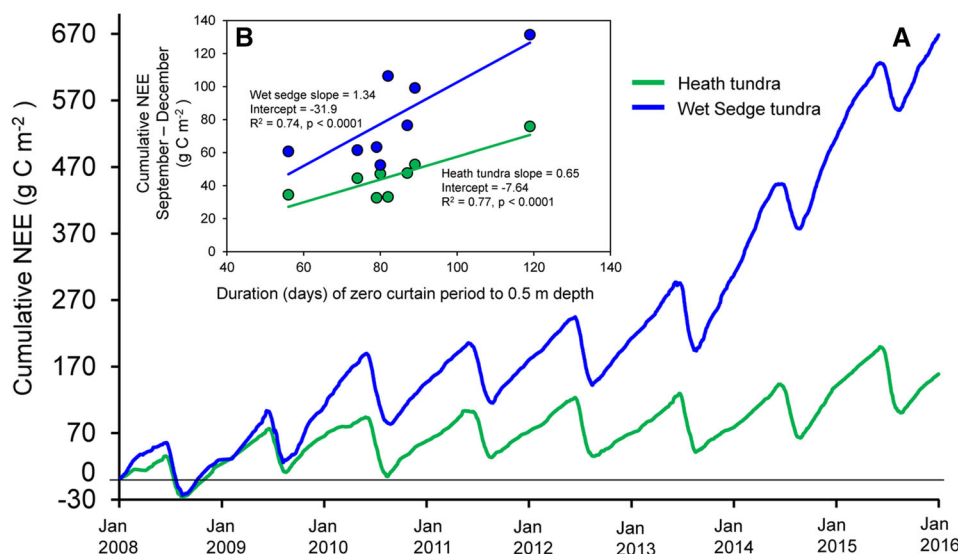 Cumulative NEE (g C m-2)
670
570
470
370
270
170
70
0
-30
Jan
2008
Jan
2009
Jan
2010
Jan
2011
Jan
2012
Jan
2013
Jan
2014
Jan
2015
Jan
2016
A
Heath tundra
Wet Sedge tundra
B
Cumulative NEE
September – December
(g C m-2)
140
120
100
80
60
40
20
0
40
60
80
100
120
140
Duration (days) of zero curtain period to 0.5 m depth
Wet sedge slope = 1.34
Intercept = -31.9
R2 = 0.74, p < 0.0001
Heath tundra slope = 0.65
Intercept = -7.64
R2 = 0.77, p < 0.0001